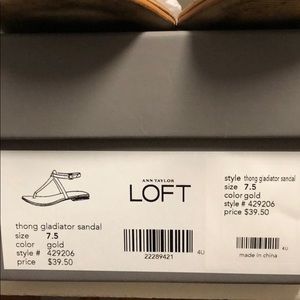 thong gladiator sandal
size 7.5
color gold
style # 429206
price $39.50
ANN TAYLOR
LOFT
22289421
4U
style thong gladiator sandal
size 7.5
color gold
style # 429206
price $39.50
4U
made in china